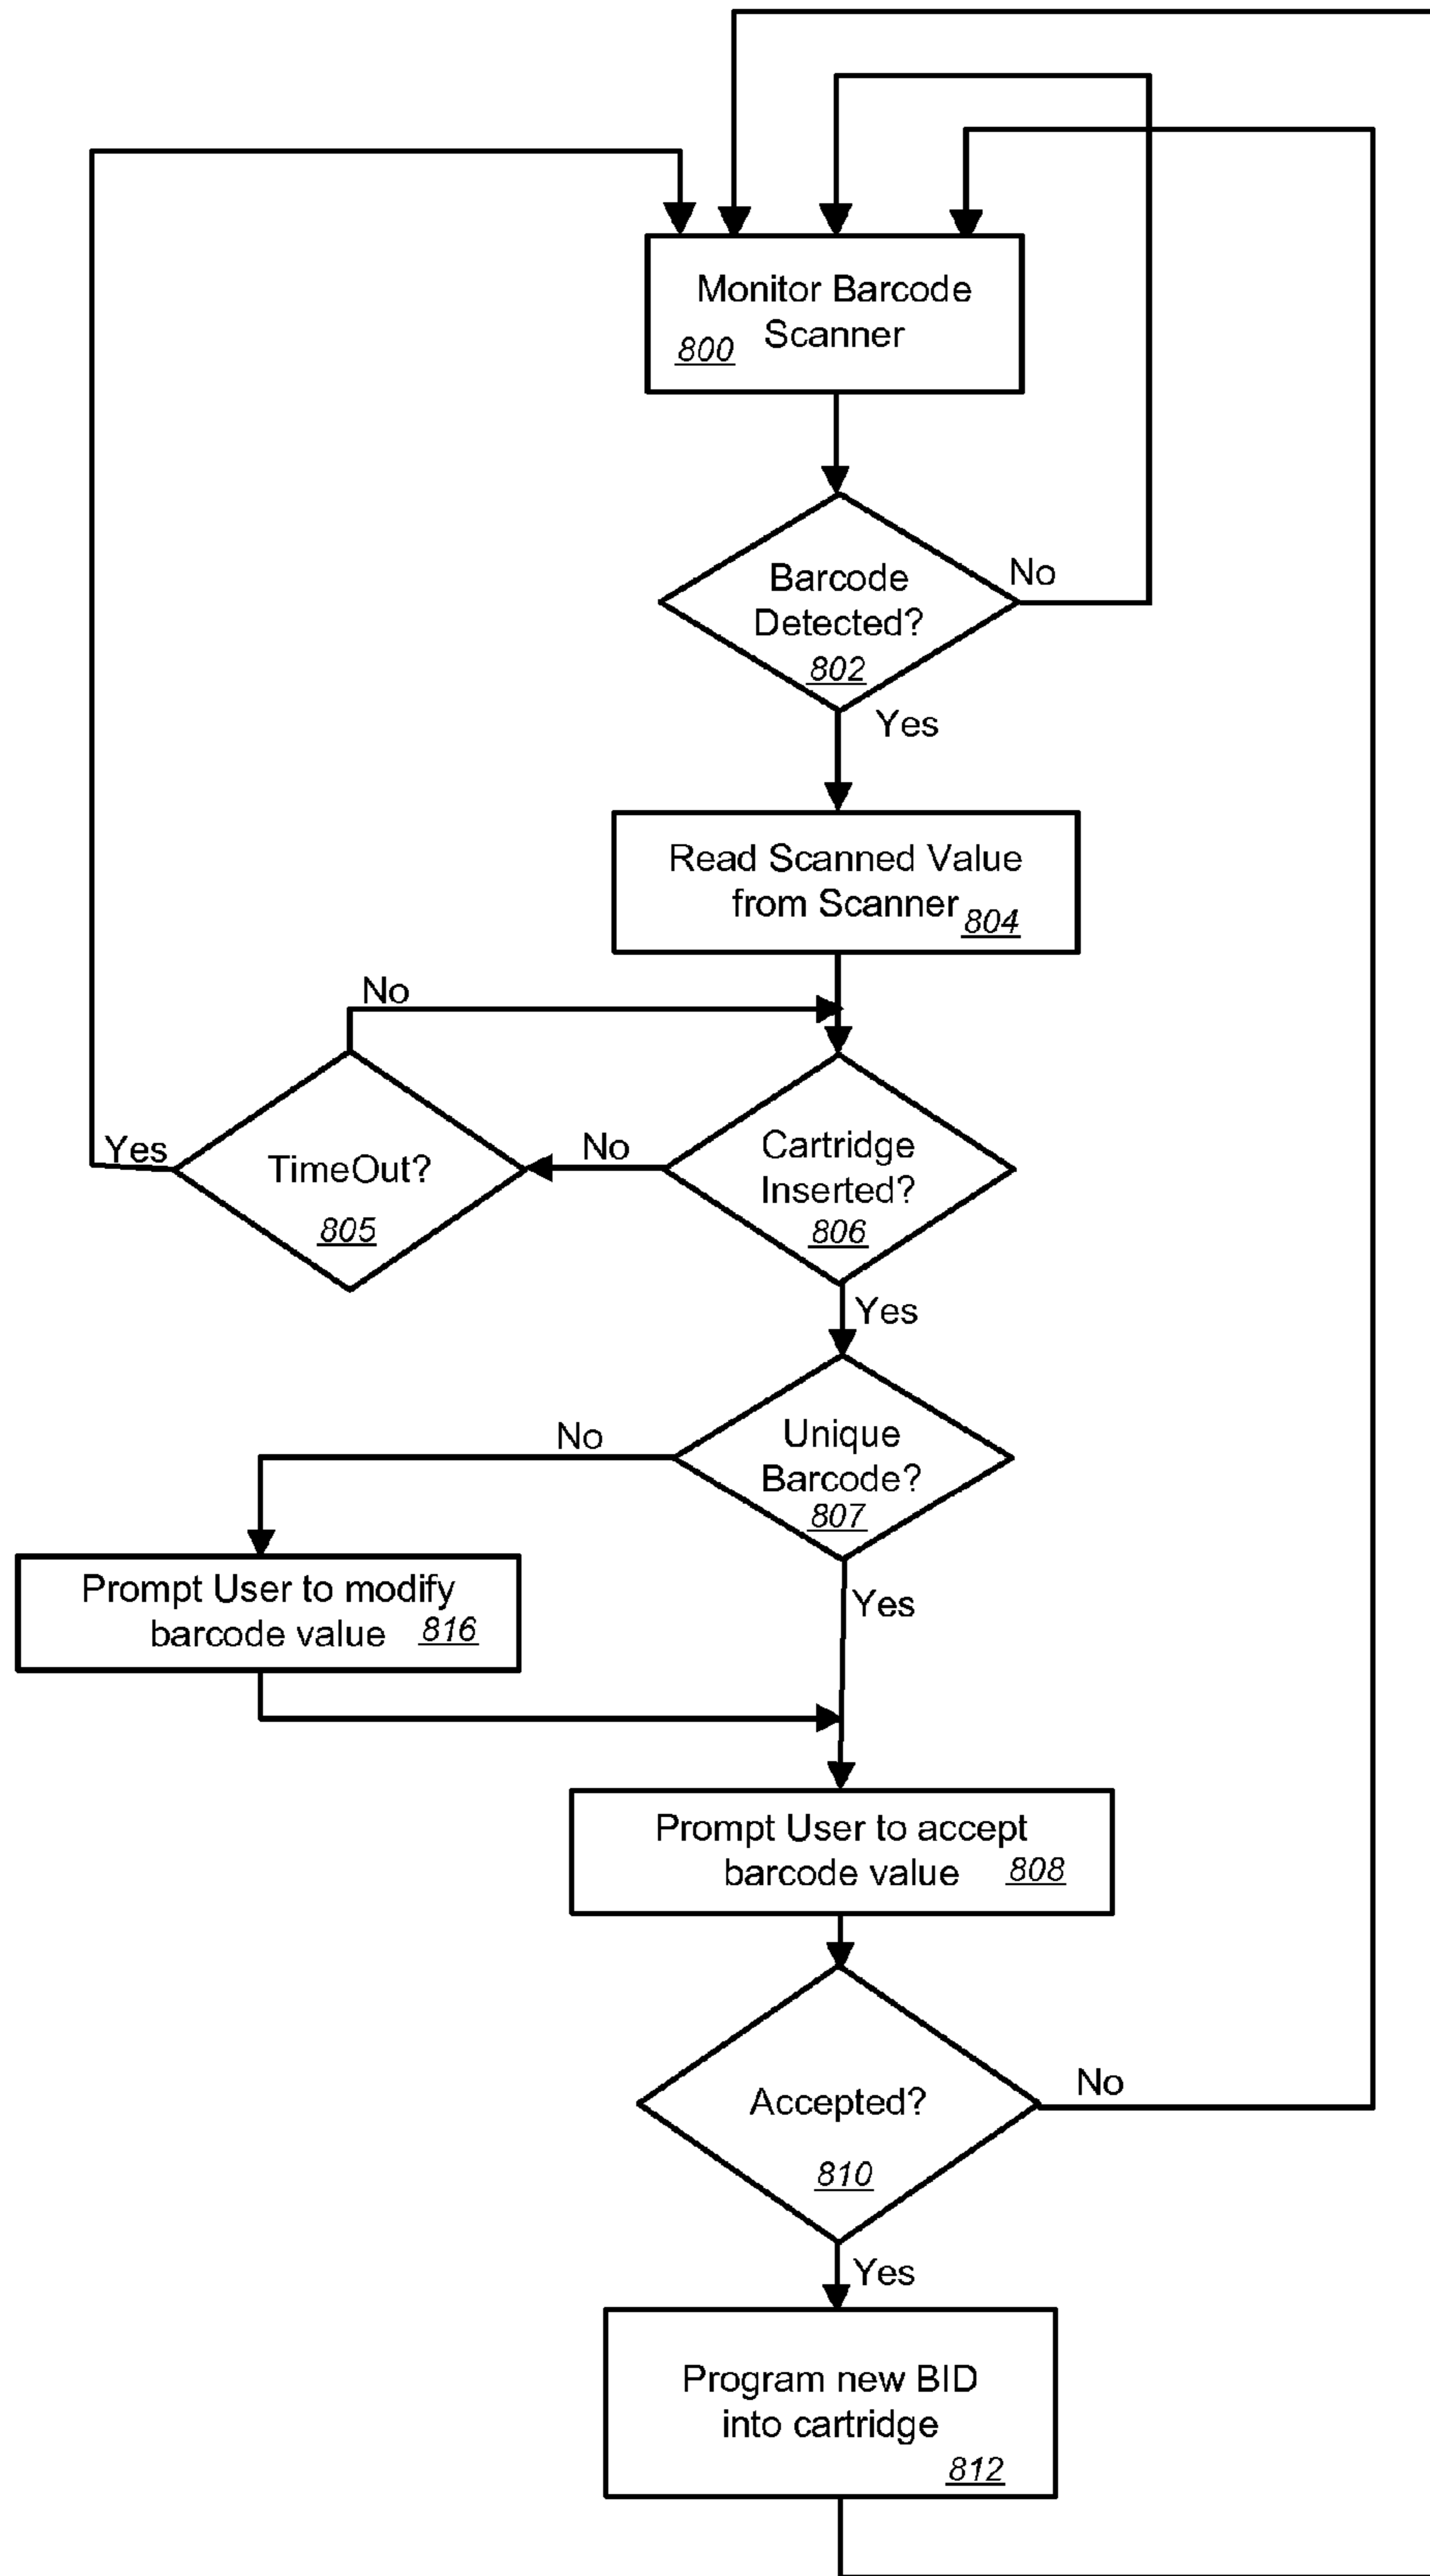 Monitor Barcode
Scanner
800
Barcode
Detected?
802
No
Yes
Read Scanned Value
from Scanner
804
No
Yes
TimeOut?
805
No
Cartridge
Inserted?
806
Yes
Unique
Barcode?
807
No
Yes
Prompt User to modify
barcode value 816
Prompt User to accept
barcode value 808
Accepted?
810
No
Yes
Program new BID
into cartridge
812